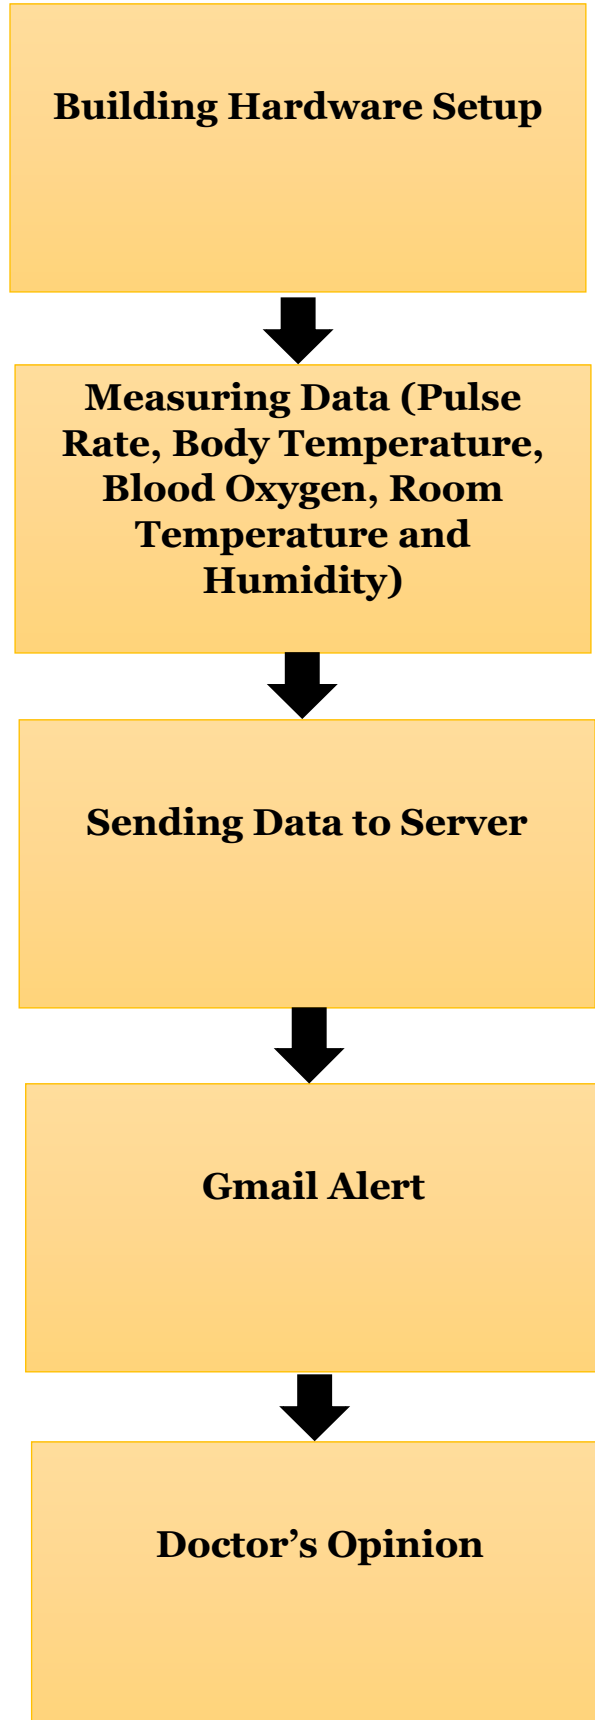 Building Hardware Setup
Measuring Data (Pulse
Rate, Body Temperature,
Blood Oxygen, Room
Temperature and
Humidity)
Sending Data to Server
Gmail Alert
Doctor’s Opinion